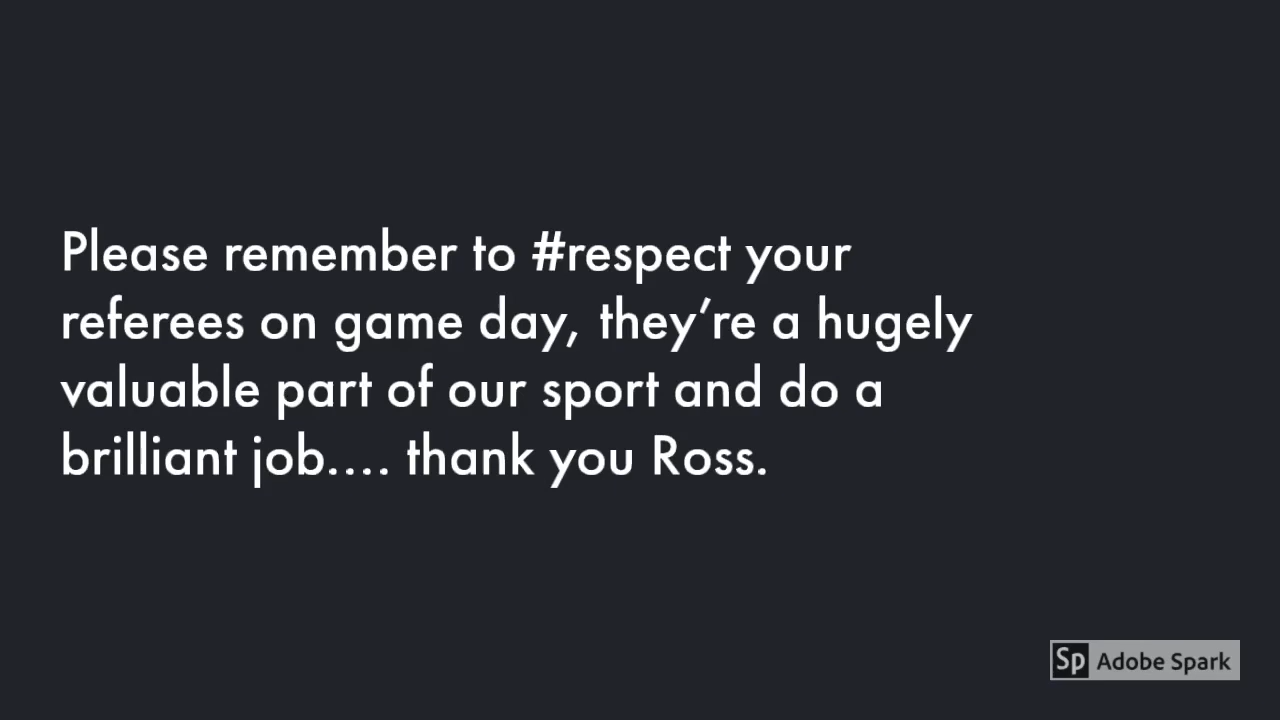 Please remember to #respect your
referees on game day, they’re a hugely
valuable part of our sport and do a
brilliant job.... thank you Ross.
Sp Adobe Spark